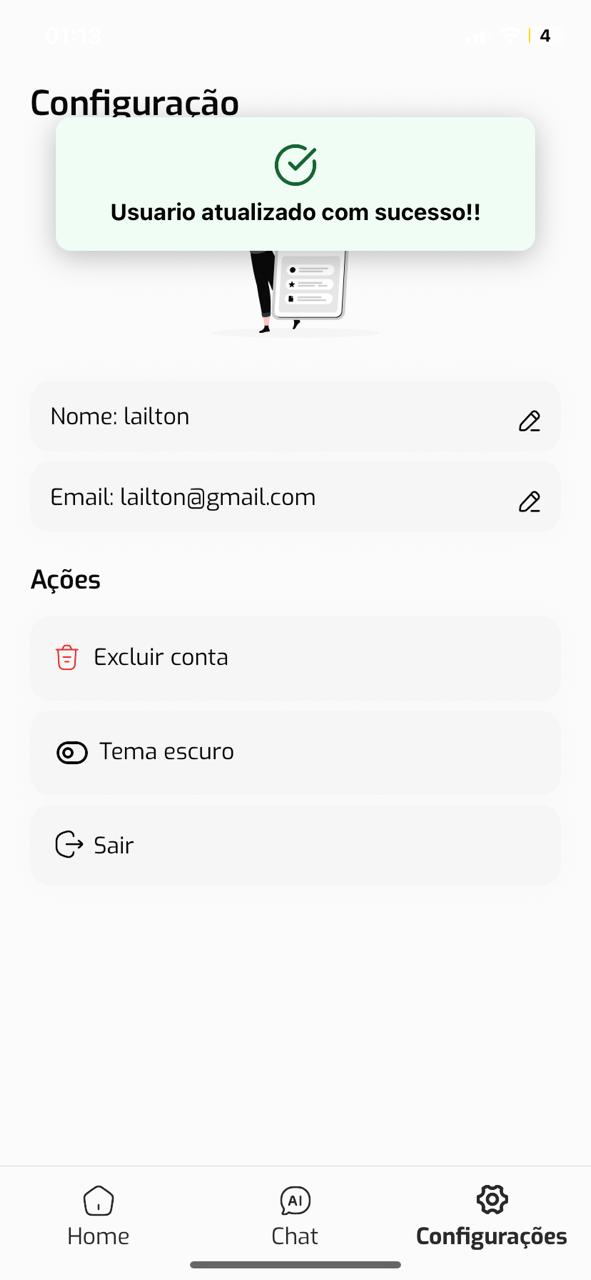 01:13
4
Configuração
Usuario atualizado com sucesso!!
Nome: lailton
Email: lailton@gmail.com
Ações
Excluir conta
Tema escuro
Sair
AI
Home
Chat
Configurações